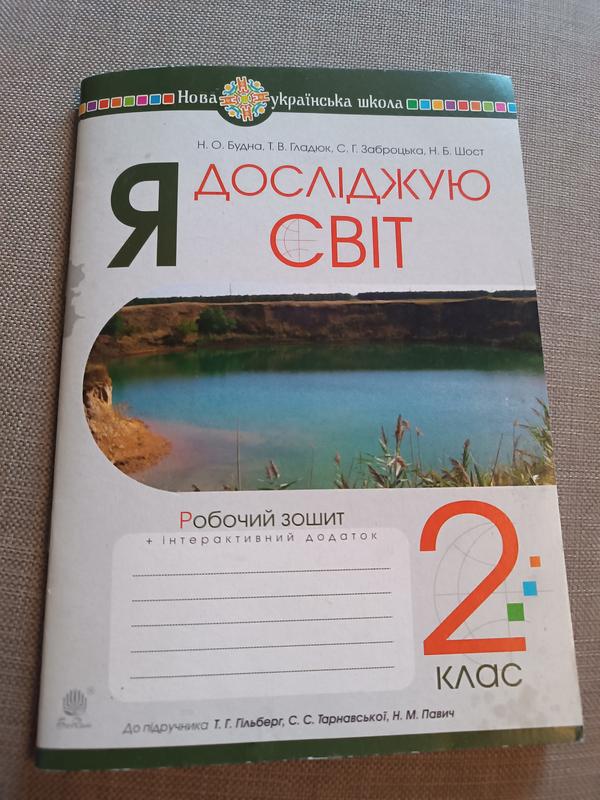 Нова українська школа
Н. О. Будна, Т. В. Гладюк, С. Г. Заброцька, Н. Б. Шост
Я ДОСЛІДЖУЮ
СВІТ
Робочий зошит
+ інтерактивний додаток
2
клас
Богдан
До підручника Т. Г. Гільберг, С. С. Тарнавської, Н. М. Павич